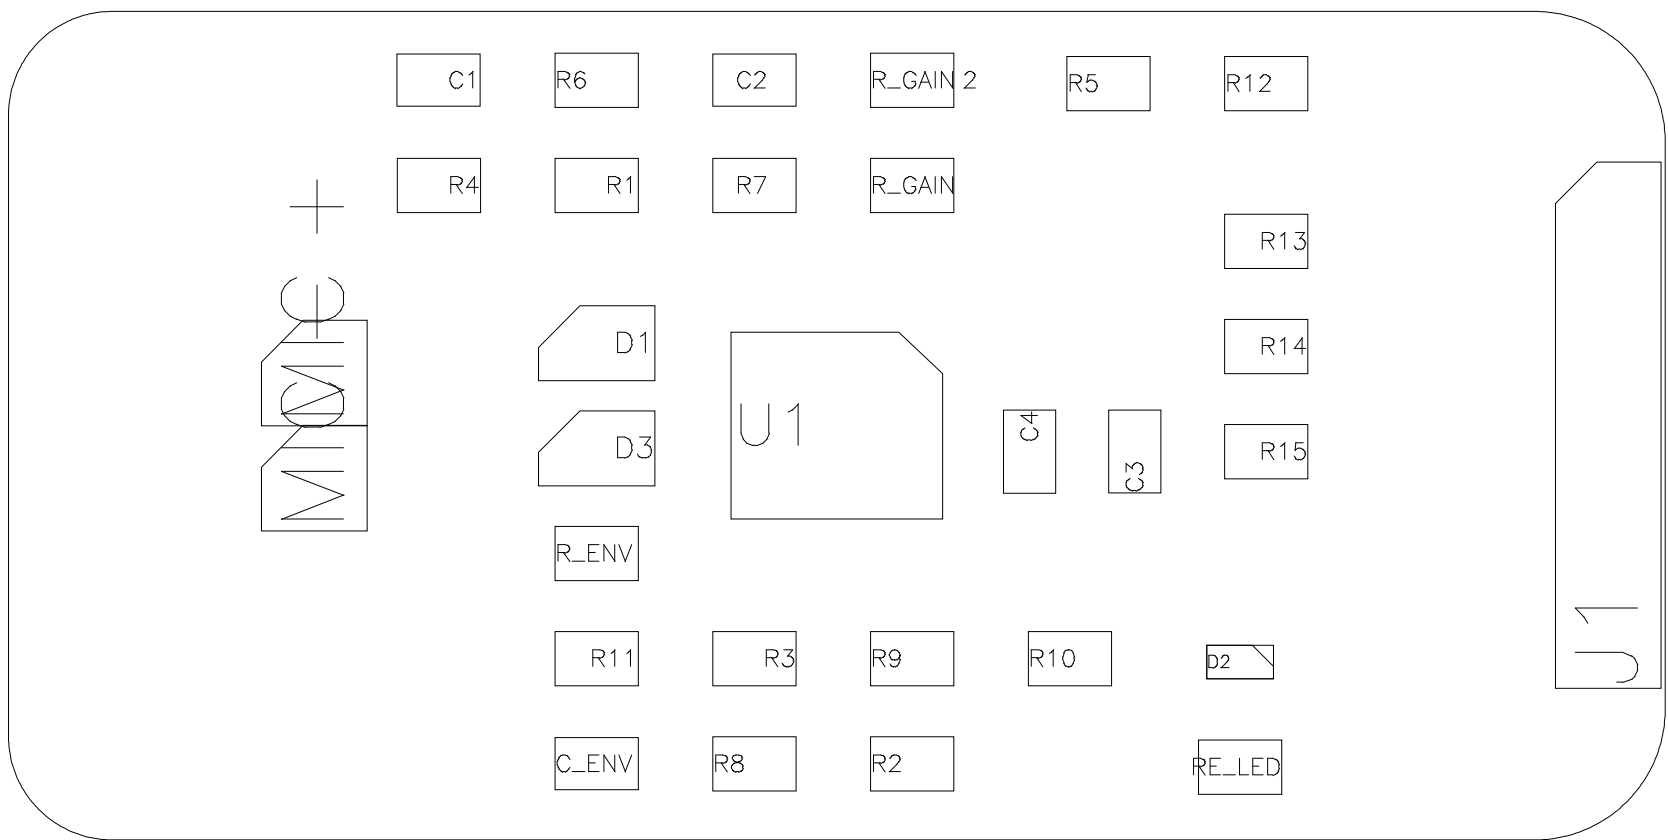 C1
R6
C2
R_GAIN 2
R5
R12
R4
R1
R7
R_GAIN
R13
MIC +
MIC -
D1
R14
D3
U1
C4
C3
R15
R_ENV
J1
R11
R3
R9
R10
D2
C_ENV
R8
R2
RE_LED